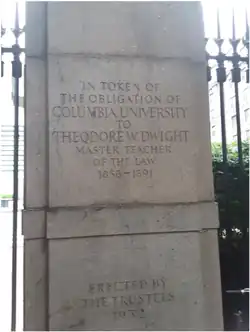 IN TOKEN OF
THE OBLIGATION OF
COLUMBIA UNIVERSITY
TO
THEODORE W. DWIGHT
MASTER TEACHER
OF THE LAW
1858-1891
ERECTED BY
THE TRUSTEES
1932